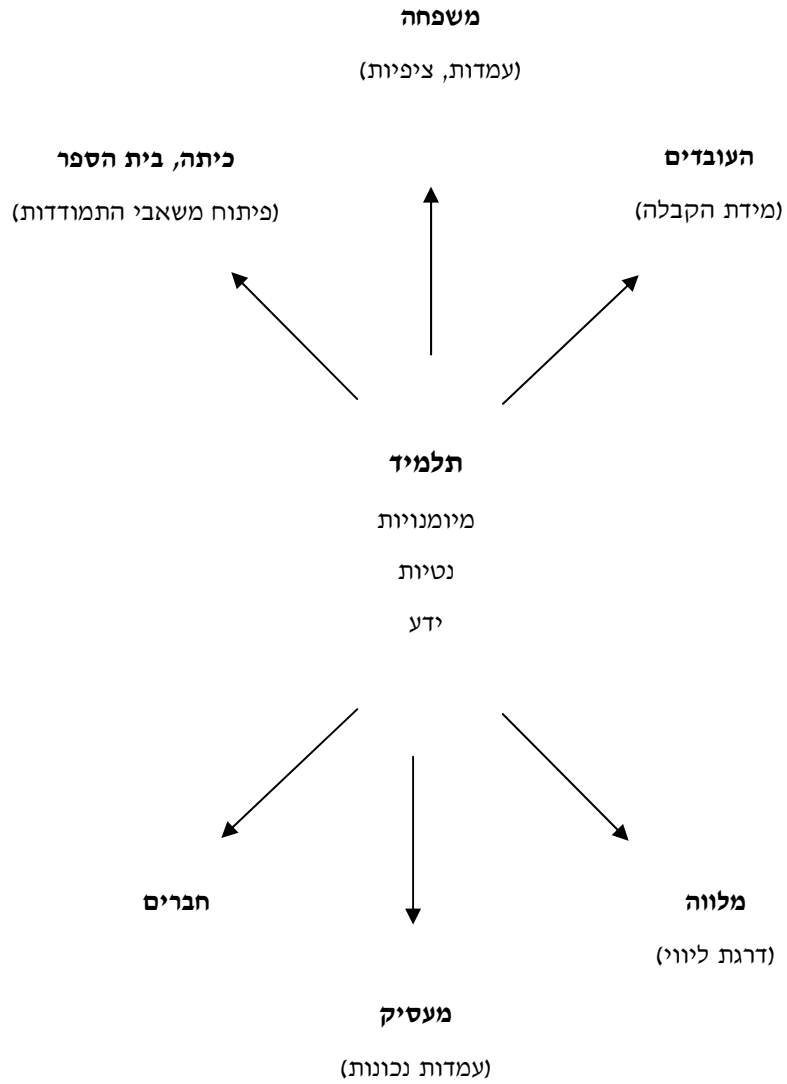 משפחה
(עמדות, ציפיות)
העובדים
(מידת הקבלה)
כיתה, בית הספר
(פיתוח משאבי התמודדות)
תלמיד
מיומנויות
נטיות
ידע
מלווה
(דרגת ליווי)
חברים
מעסיק
(עמדות נכונות)